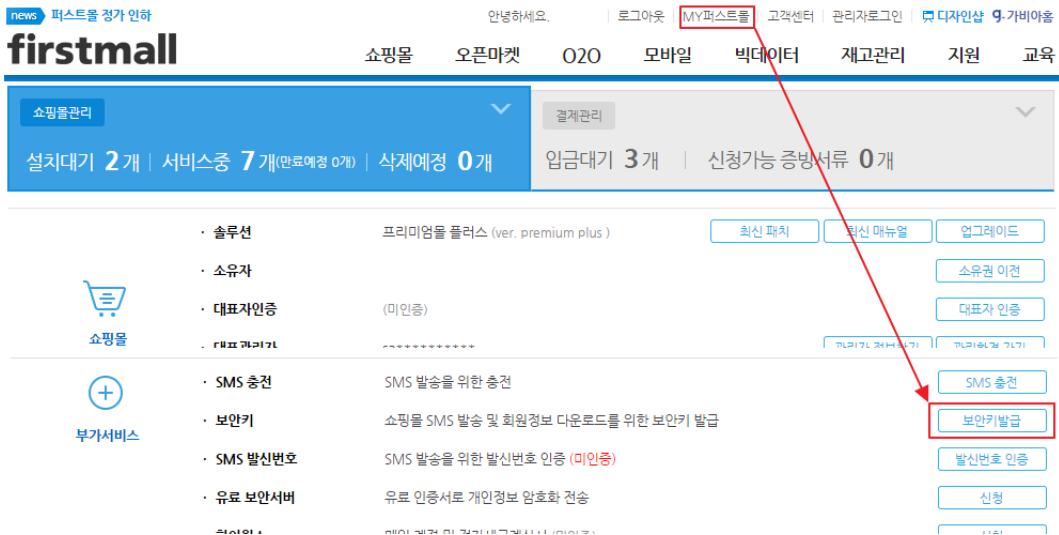 news 퍼스트몰 정가 인하
안녕하세요. 로그아웃 MY퍼스트몰 고객센터 관리자로그인 디자인샵 g·가비아홈
firstmall
쇼핑몰 오픈마켓 O2O 모바일 빅데이터 재고관리 지원 교육
쇼핑몰관리
결제관리
설치대기 2개 서비스중 7개(만료예정 0개) 삭제예정 0개
입금대기 3개 신청가능 증빙서류 0개
· 솔루션 프리미엄몰 플러스 (ver. premium plus ) 최신 패치 최신 매뉴얼 업그레이드
· 소유자 소유권 이전
· 대표자인증 (미인증) 대표자 인증
쇼핑몰
· 대표관리자
· SMS 충전 SMS 발송을 위한 충전 SMS 충전
· 보안키 쇼핑몰 SMS 발송 및 회원정보 다운로드를 위한 보안키 발급 보안키발급
부가서비스
· SMS 발신번호 SMS 발송을 위한 발신번호 인증 (미인증) 발신번호 인증
· 유료 보안서버 유료 인증서로 개인정보 암호화 전송 신청